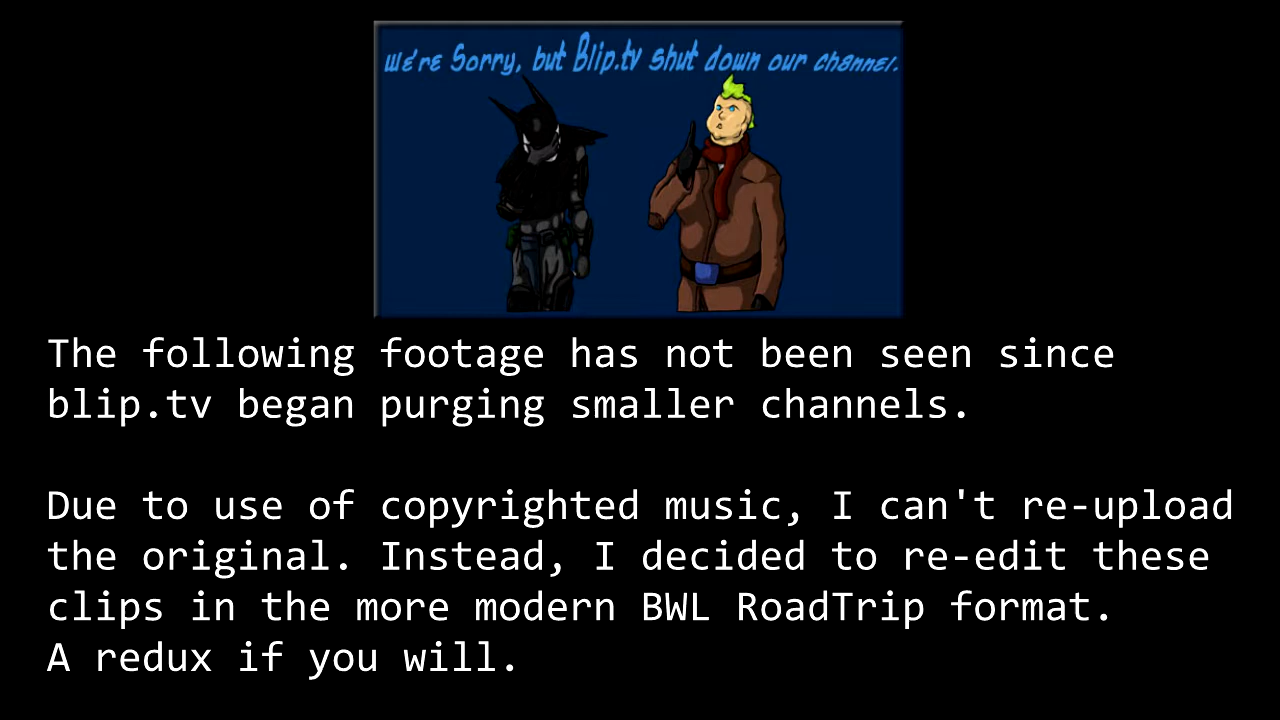 We're Sorry, but Blip.tv shut down our channel.
The following footage has not been seen since
blip.tv began purging smaller channels.
Due to use of copyrighted music, I can't re-upload
the original. Instead, I decided to re-edit these
clips in the more modern BWL RoadTrip format.
A redux if you will.